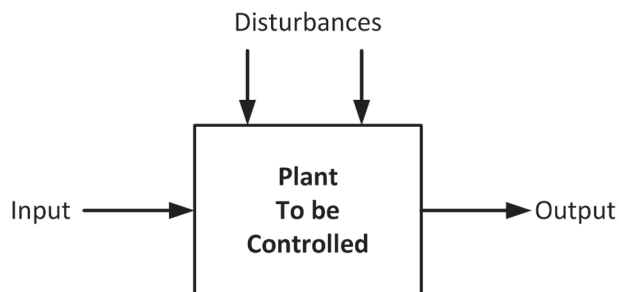 Disturbances
Plant
To be
Controlled
Input
Output